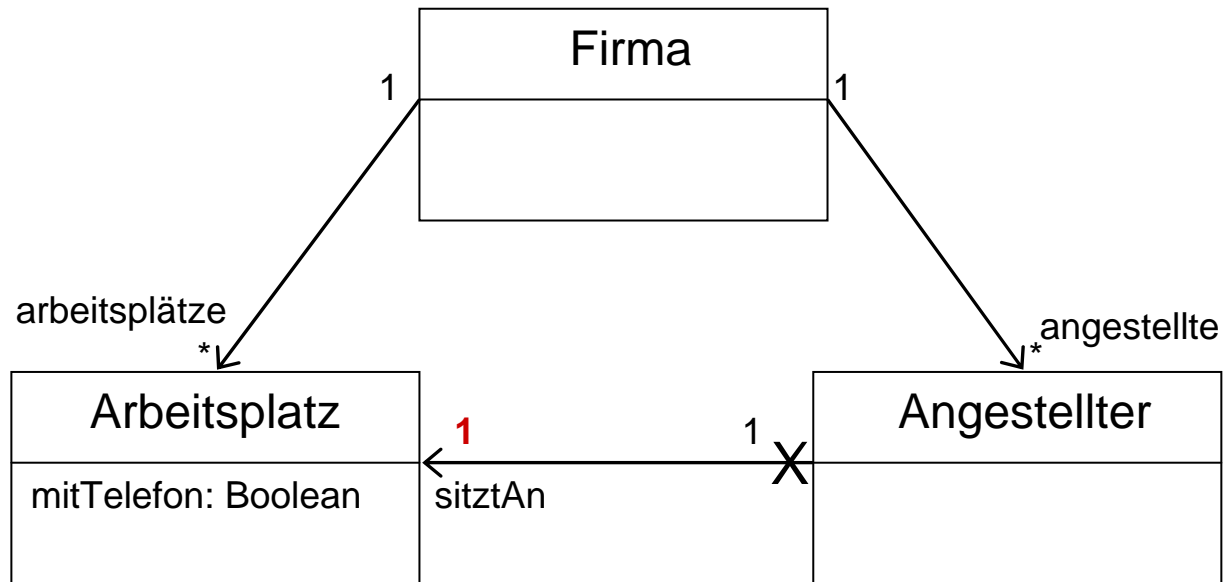 Firma
1
1
arbeitsplätze
*
*
angestellte
Arbeitsplatz
1
1
Angestellter
X
mitTelefon: Boolean
sitztAn